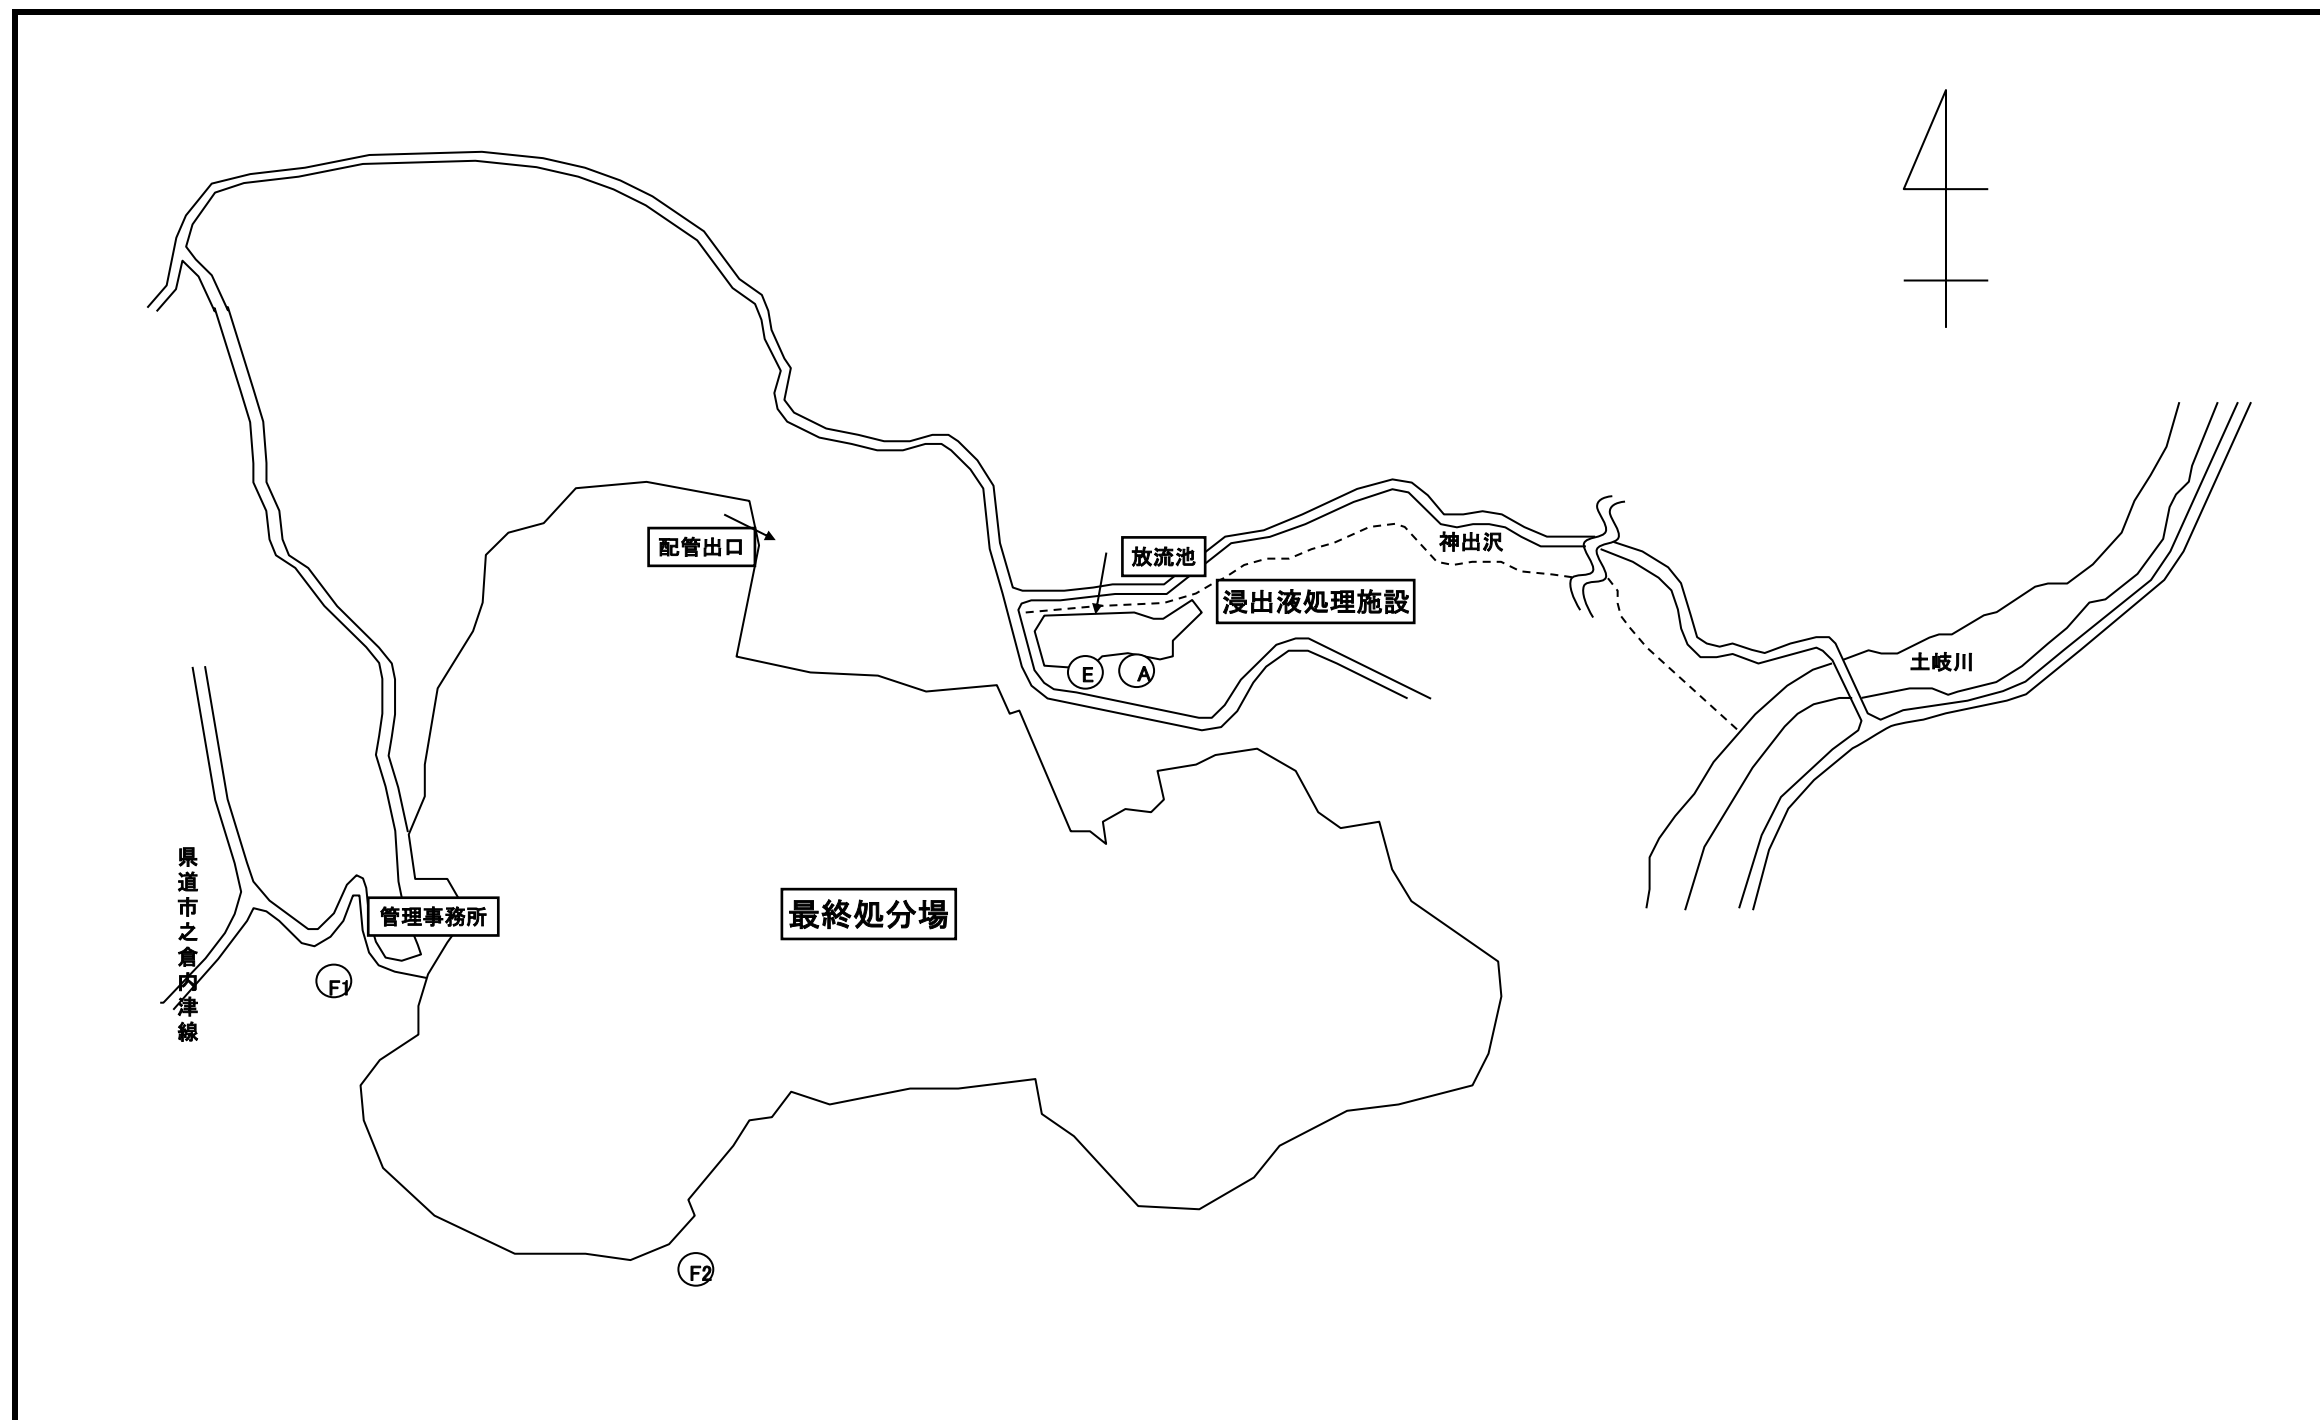 配管出口
放流池
神出沢
浸出液処理施設
土岐川
E
A
県道市之倉内津線
管理事務所
最終処分場
F1
F2